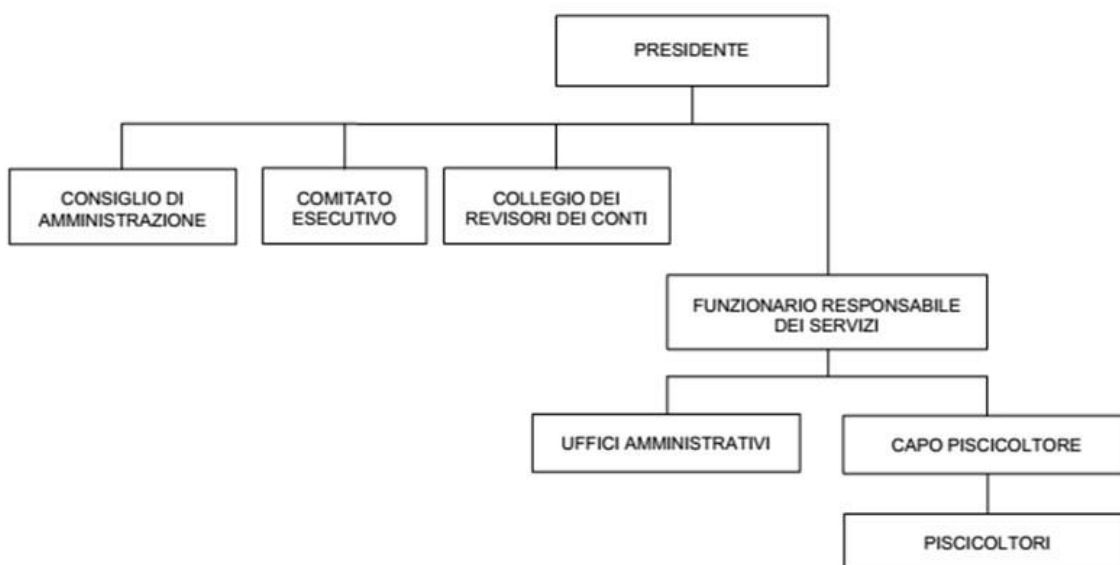 PRESIDENTE
CONSIGLIO DI
AMMINISTRAZIONE
COMITATO
ESECUTIVO
COLLEGIO DEI
REVISORI DEI CONTI
FUNZIONARIO RESPONSABILE
DEI SERVIZI
UFFICI AMMINISTRATIVI
CAPO PISCICOLTORE
PISCICOLTORI